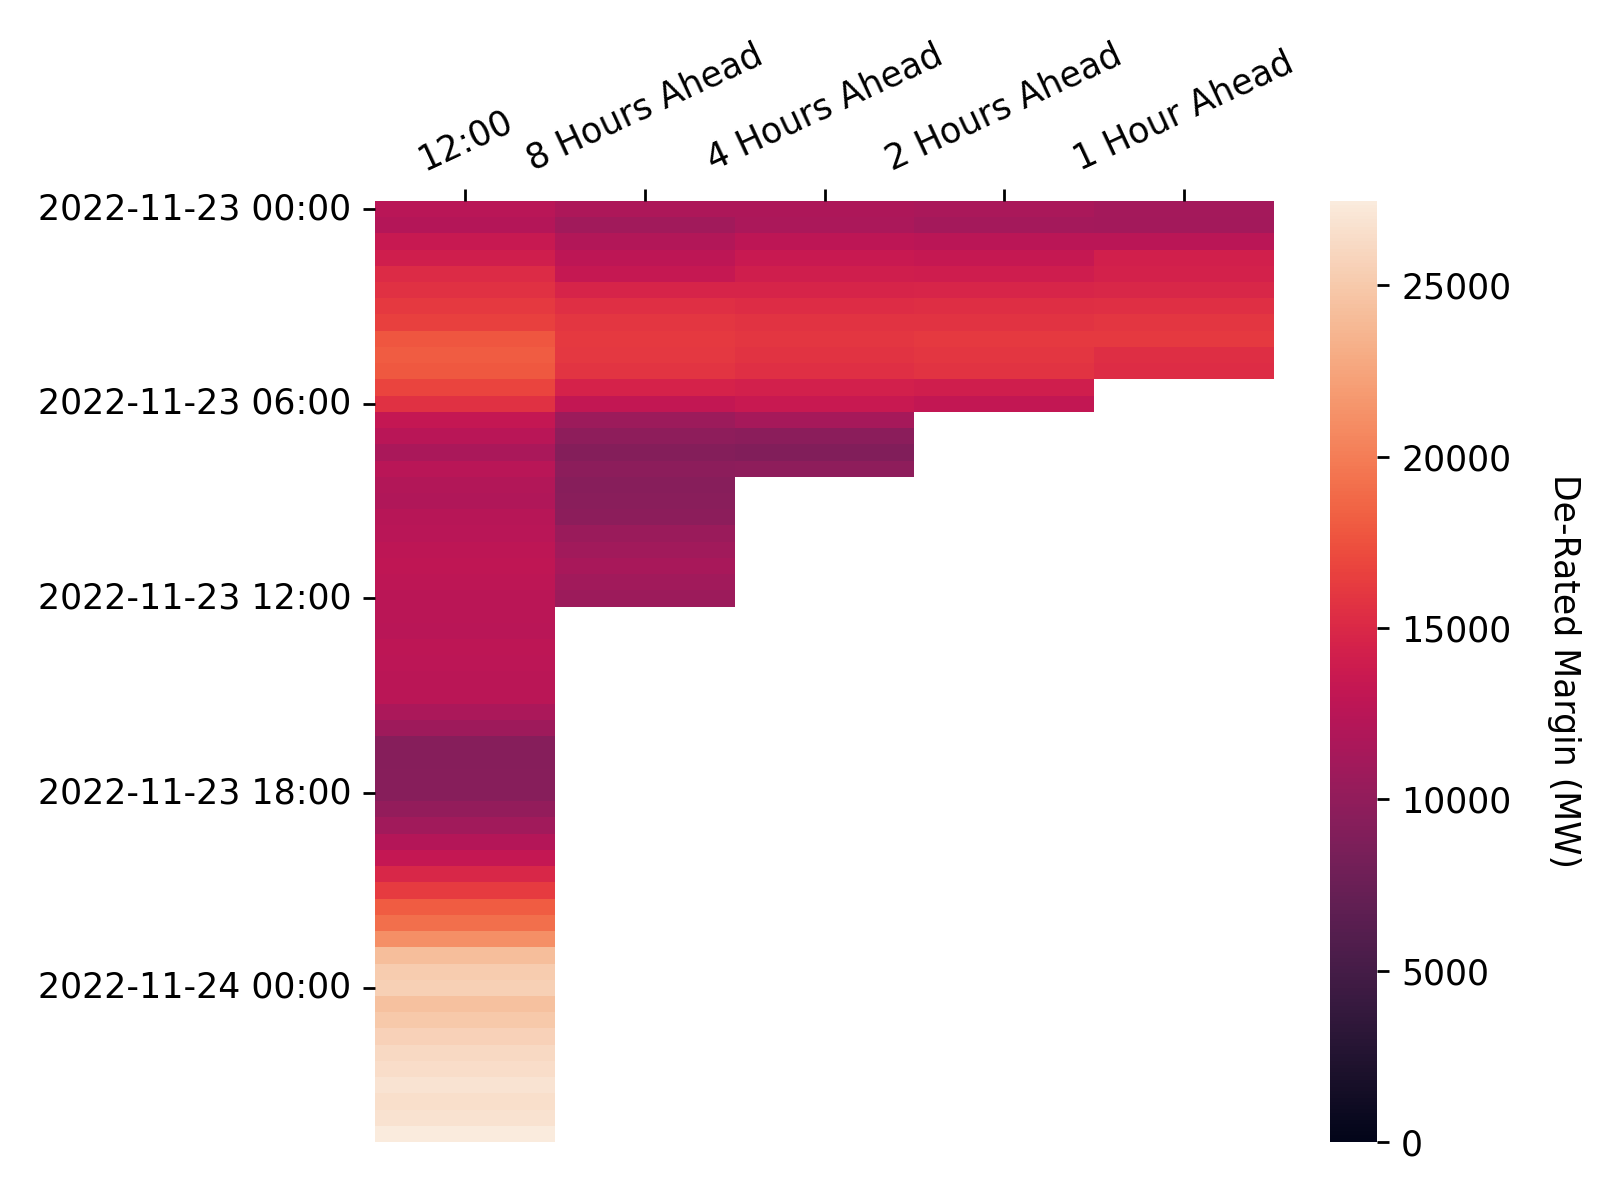 12:00
8 Hours Ahead
4 Hours Ahead
2 Hours Ahead
1 Hour Ahead
2022-11-23 00:00
2022-11-23 06:00
2022-11-23 12:00
2022-11-23 18:00
2022-11-24 00:00
25000
20000
15000
10000
5000
0
De-Rated Margin (MW)